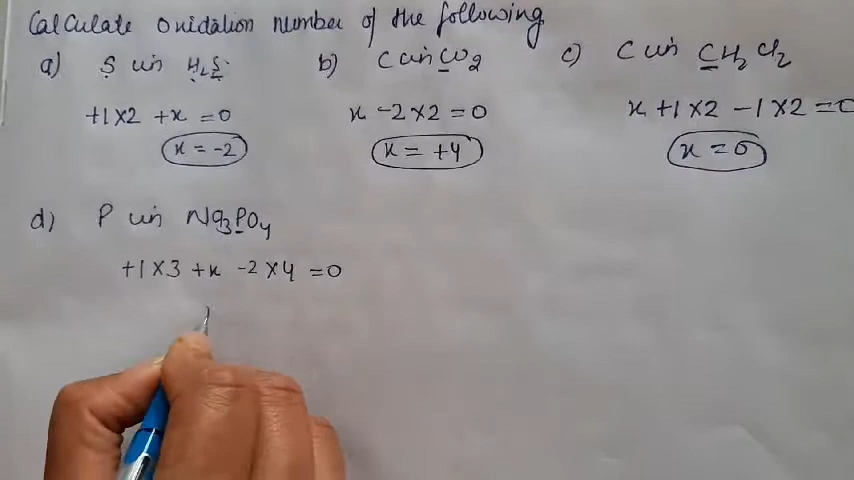 Calculate oxidation number of the following
a) S in H2S
b) C in CO2
c) C in CH2Cl2
+1×2 +x =0
x -2×2=0
x +1×2 -1×2=0
x = -2
x = +4
x = 0
d) P in Na3PO4
+1×3 +x -2×4 =0